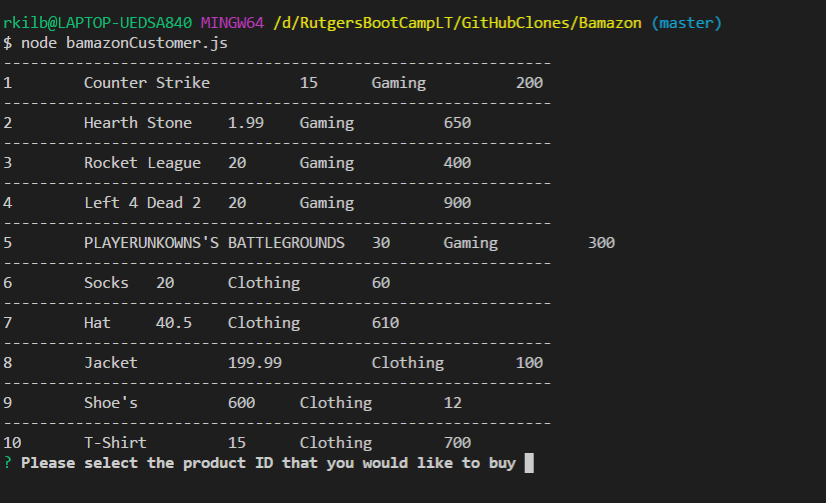 rkilb@LAPTOP-UEDSA840 MINGW64 /d/RutgersBootCampLT/GitHubClones/Bamazon (master)
$ node bamazonCustomer.js
-------------------------------------------------------------
1        Counter Strike          15      Gaming          200
-------------------------------------------------------------
2        Hearth Stone    1.99    Gaming          650
-------------------------------------------------------------
3        Rocket League   20      Gaming          400
-------------------------------------------------------------
4        Left 4 Dead 2   20      Gaming          900
-------------------------------------------------------------
5        PLAYERUNKOWNS'S BATTLEGROUNDS   30      Gaming          300
-------------------------------------------------------------
6        Socks   20      Clothing        60
-------------------------------------------------------------
7        Hat     40.5    Clothing        610
-------------------------------------------------------------
8        Jacket          199.99          Clothing        100
-------------------------------------------------------------
9        Shoe's          600     Clothing        12
-------------------------------------------------------------
10       T-Shirt         15      Clothing        700
? Please select the product ID that you would like to buy